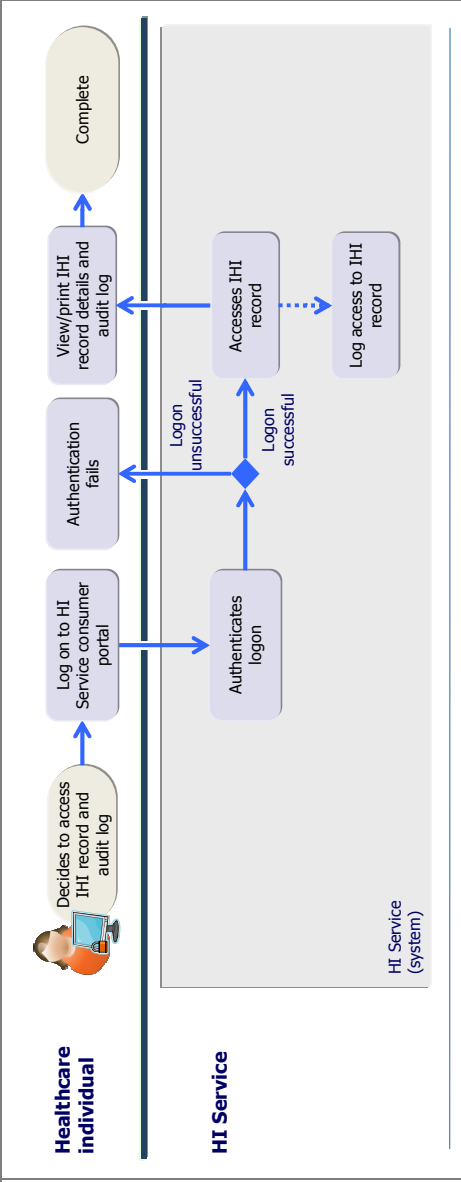 Healthcare
individual
Decides to access
IHI record and
audit log
Log on to HI
Service consumer
portal
Authentication
fails
View/print IHI
record details and
audit log
Complete
HI Service
HI Service
(system)
Authenticates
logon
Logon
unsuccessful
Logon
successful
Accesses IHI
record
Log access to IHI
record